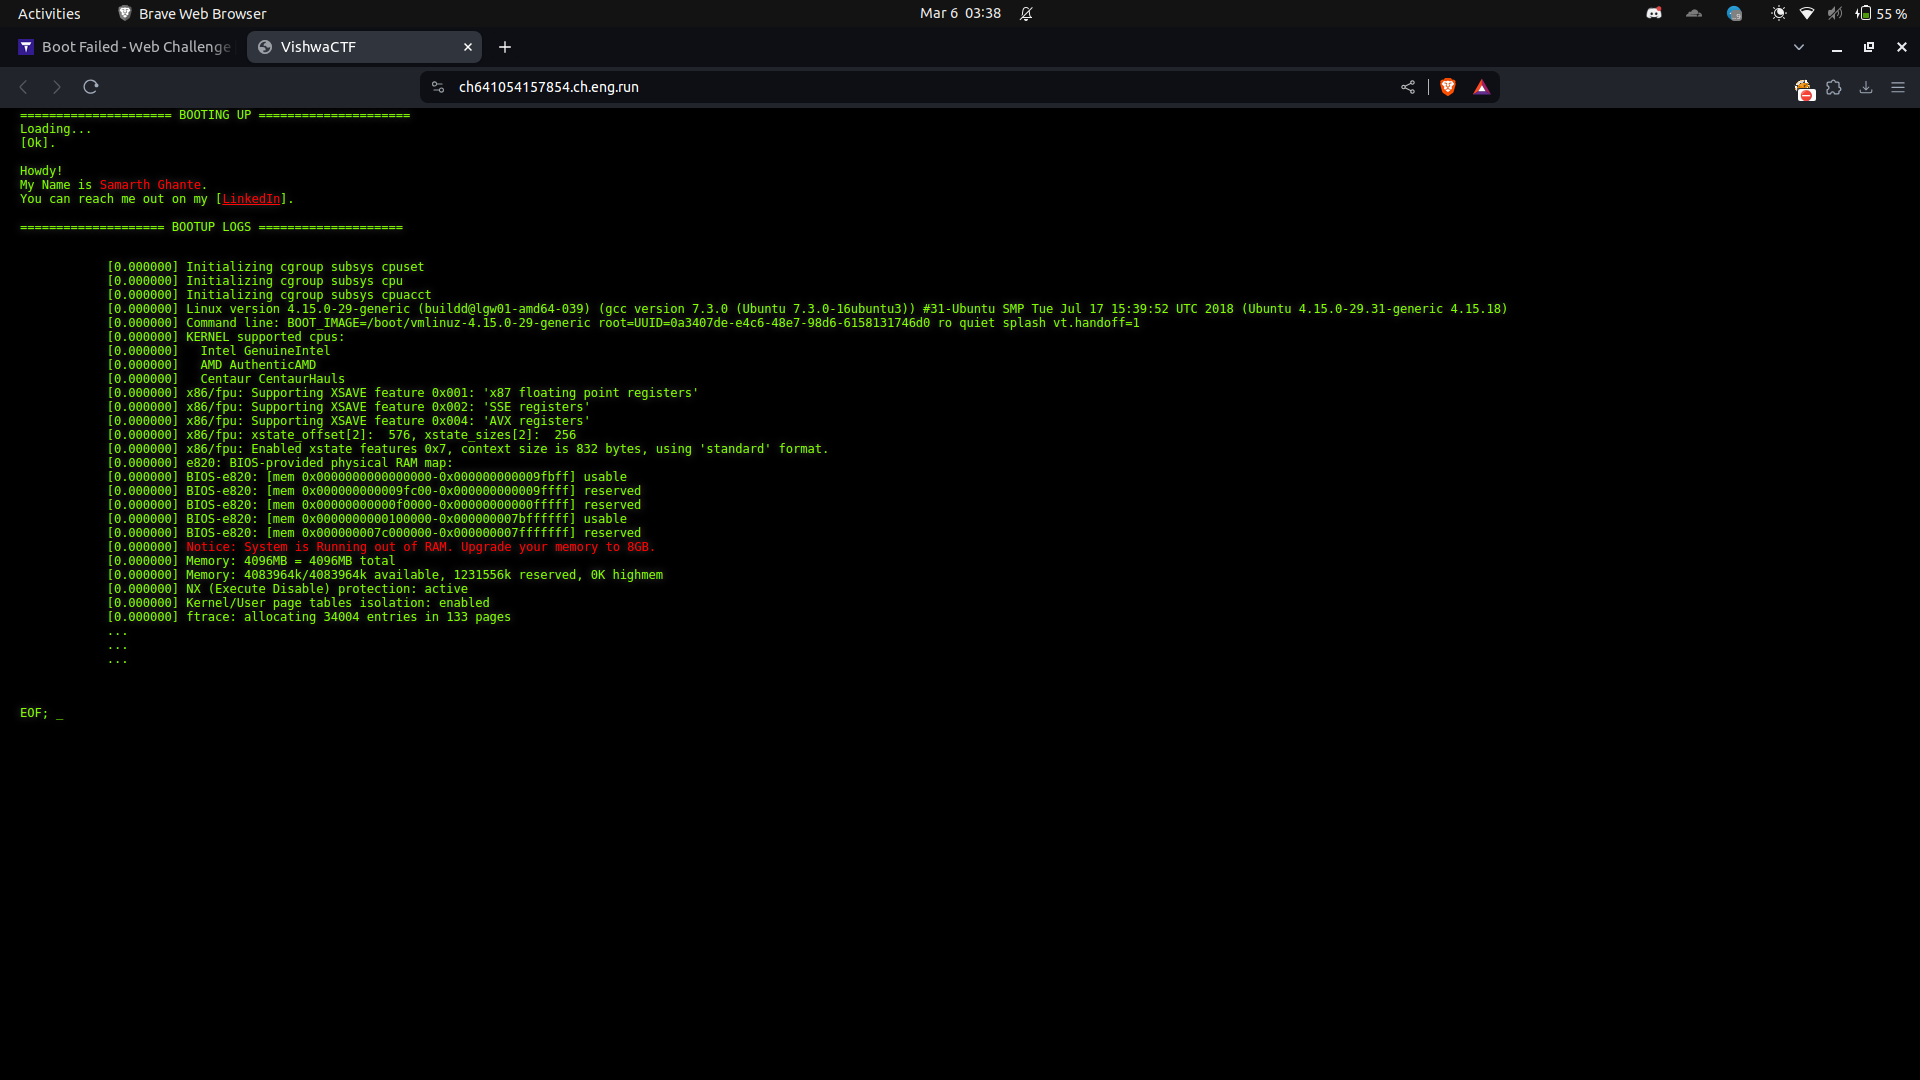 Activities Brave Web Browser Mar 6 03:38 55 %
Boot Failed - Web Challenge VishwaCTF
ch641054157854.ch.eng.run
===================== BOOTING UP =====================
Loading...
[Ok].
Howdy!
My Name is Samarth Ghante.
You can reach me out on my [LinkedIn].
==================== BOOTUP LOGS ====================
[0.000000] Initializing cgroup subsys cpuset
[0.000000] Initializing cgroup subsys cpu
[0.000000] Initializing cgroup subsys cpuacct
[0.000000] Linux version 4.15.0-29-generic (buildd@lgw01-amd64-039) (gcc version 7.3.0 (Ubuntu 7.3.0-16ubuntu3)) #31-Ubuntu SMP Tue Jul 17 15:39:52 UTC 2018 (Ubuntu 4.15.0-29.31-generic 4.15.18)
[0.000000] Command line: BOOT_IMAGE=/boot/vmlinuz-4.15.0-29-generic root=UUID=0a3407de-e4c6-48e7-98d6-6158131746d0 ro quiet splash vt.handoff=1
[0.000000] KERNEL supported cpus:
[0.000000]   Intel GenuineIntel
[0.000000]   AMD AuthenticAMD
[0.000000]   Centaur CentaurHauls
[0.000000] x86/fpu: Supporting XSAVE feature 0x001: 'x87 floating point registers'
[0.000000] x86/fpu: Supporting XSAVE feature 0x002: 'SSE registers'
[0.000000] x86/fpu: Supporting XSAVE feature 0x004: 'AVX registers'
[0.000000] x86/fpu: xstate_offset[2]:  576, xstate_sizes[2]:  256
[0.000000] x86/fpu: Enabled xstate features 0x7, context size is 832 bytes, using 'standard' format.
[0.000000] e820: BIOS-provided physical RAM map:
[0.000000] BIOS-e820: [mem 0x0000000000000000-0x000000000009fbff] usable
[0.000000] BIOS-e820: [mem 0x000000000009fc00-0x000000000009ffff] reserved
[0.000000] BIOS-e820: [mem 0x00000000000f0000-0x00000000000fffff] reserved
[0.000000] BIOS-e820: [mem 0x0000000000100000-0x000000007bffffff] usable
[0.000000] BIOS-e820: [mem 0x000000007c000000-0x000000007fffffff] reserved
[0.000000] Notice: System is Running out of RAM. Upgrade your memory to 8GB.
[0.000000] Memory: 4096MB = 4096MB total
[0.000000] Memory: 4083964k/4083964k available, 1231556k reserved, 0K highmem
[0.000000] NX (Execute Disable) protection: active
[0.000000] Kernel/User page tables isolation: enabled
[0.000000] ftrace: allocating 34004 entries in 133 pages
...
...
...
EOF; _